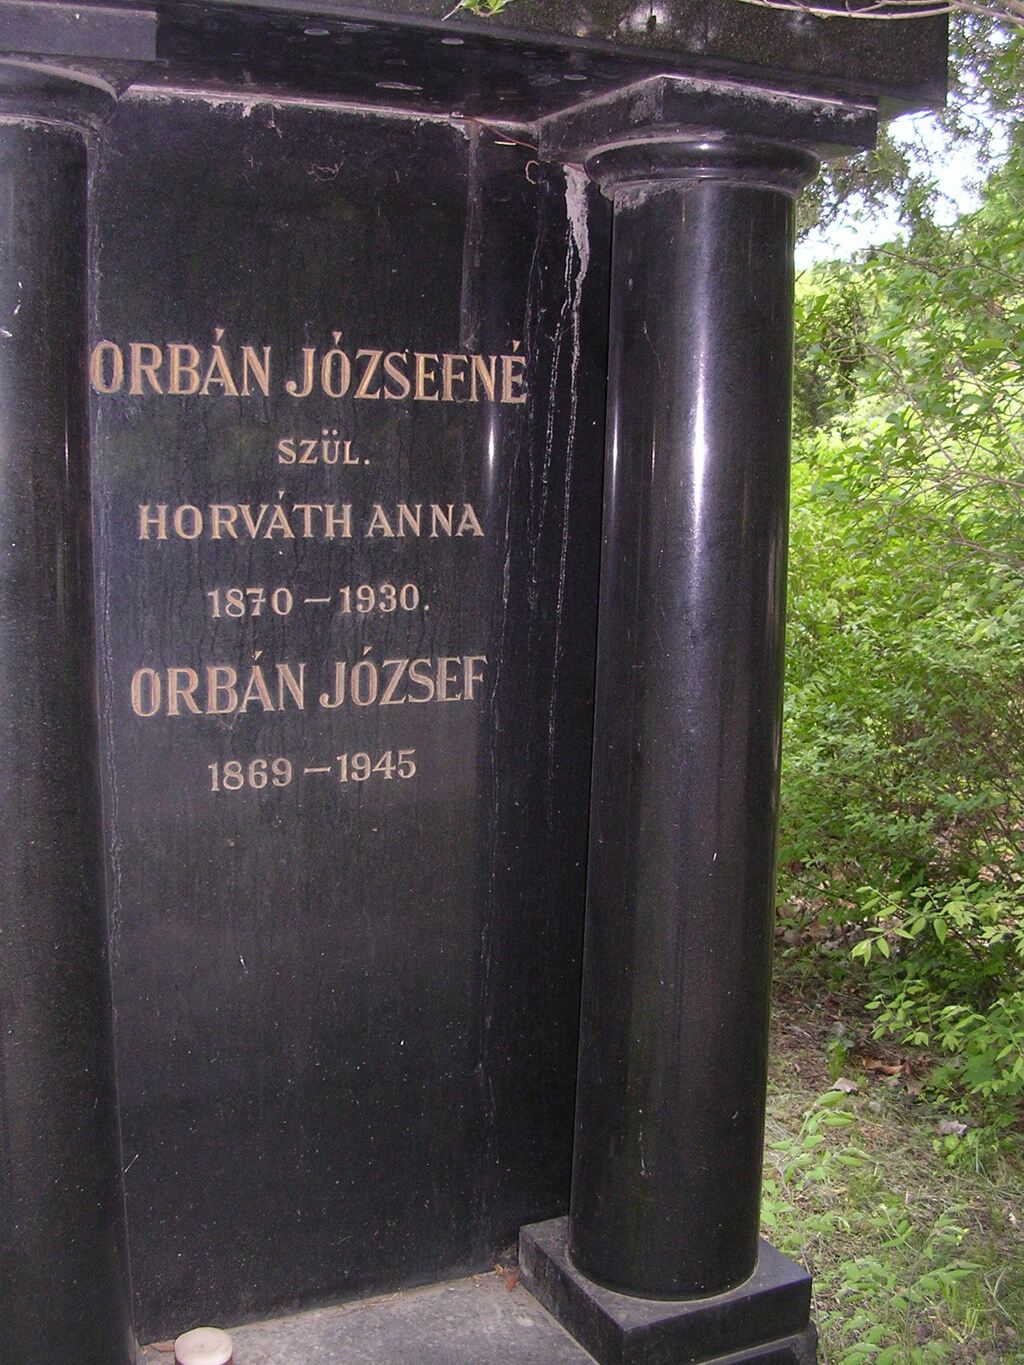 ORBÁN JÓZSEFNÉ
SZÜL.
HORVÁTH ANNA
1870 – 1930.
ORBÁN JÓZSEF
1869 – 1945